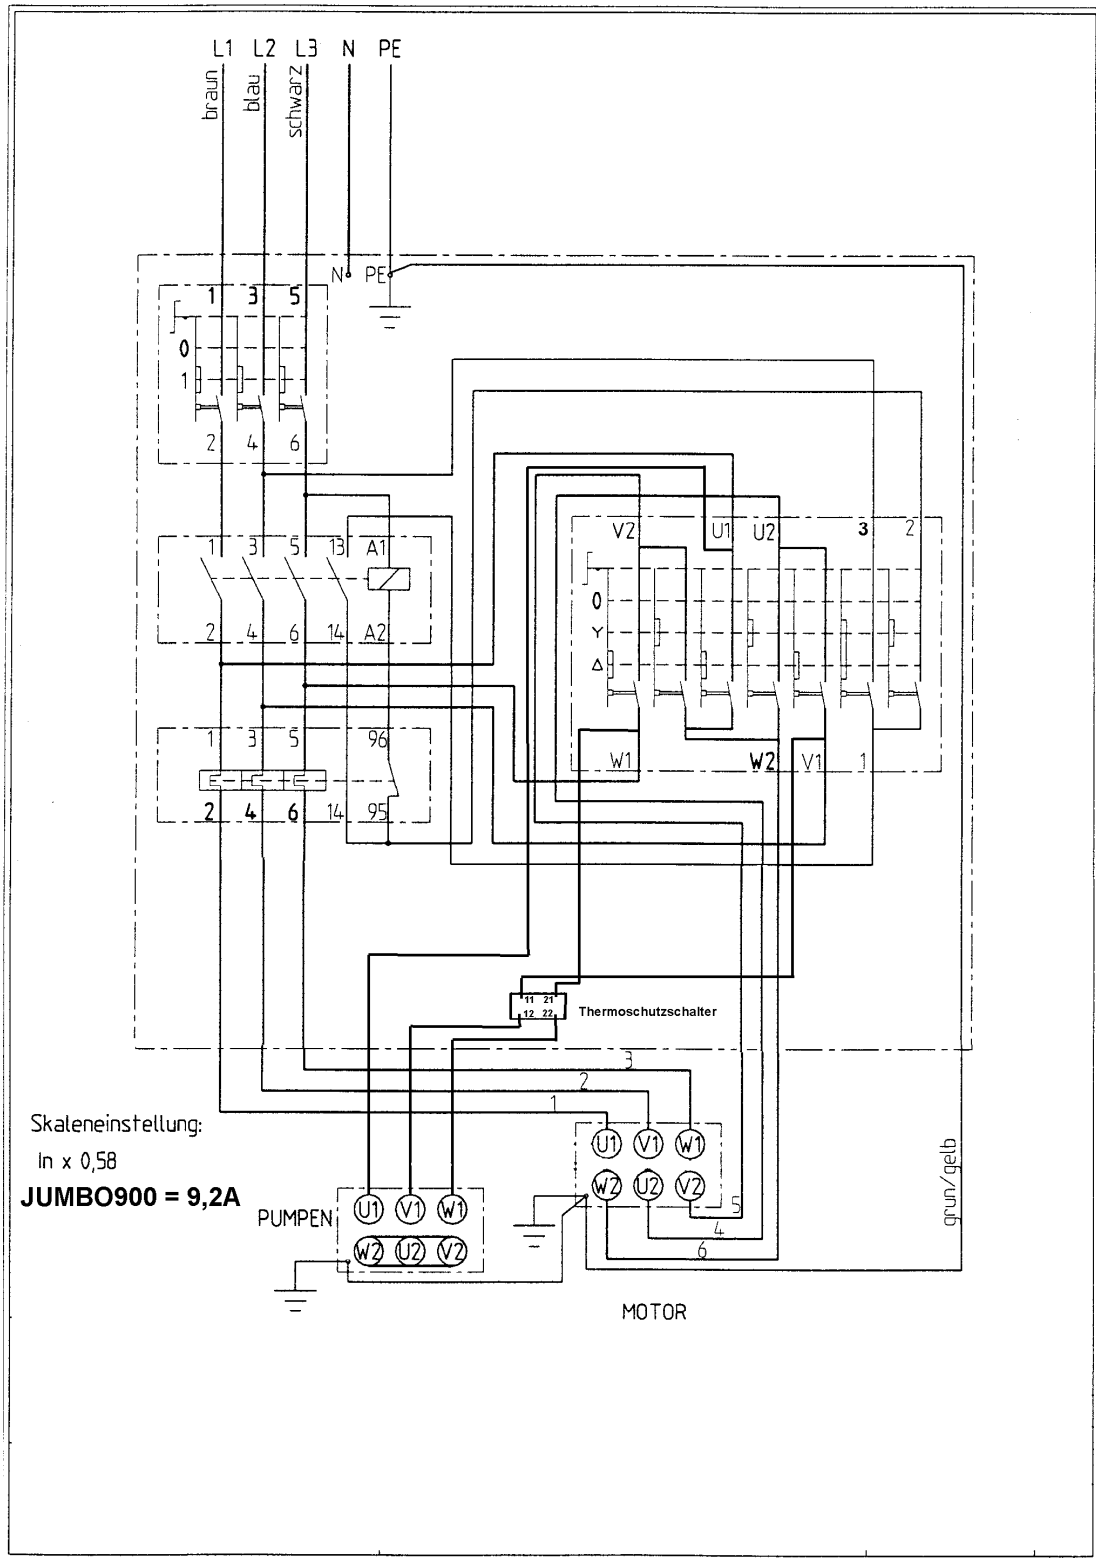 L1 L2 L3 N PE
braun
blau
schwarz
N PE
1 3 5
0
1
2 4 6
V2 U1 U2 3 2
1 3 5 13 A1
0
Y
Δ
2 4 6 14 A2
1 3 5 96
W1 W2 V1 1
2 4 6 14 95
11 21
12 22
Thermoschutzschalter
3
2
1
Skaleneinstellung:
In x 0,58
JUMBO900 = 9,2A
U1 V1 W1
W2 U2 V2
5
4
6
grun/gelb
PUMPEN
U1 V1 W1
W2 U2 V2
MOTOR